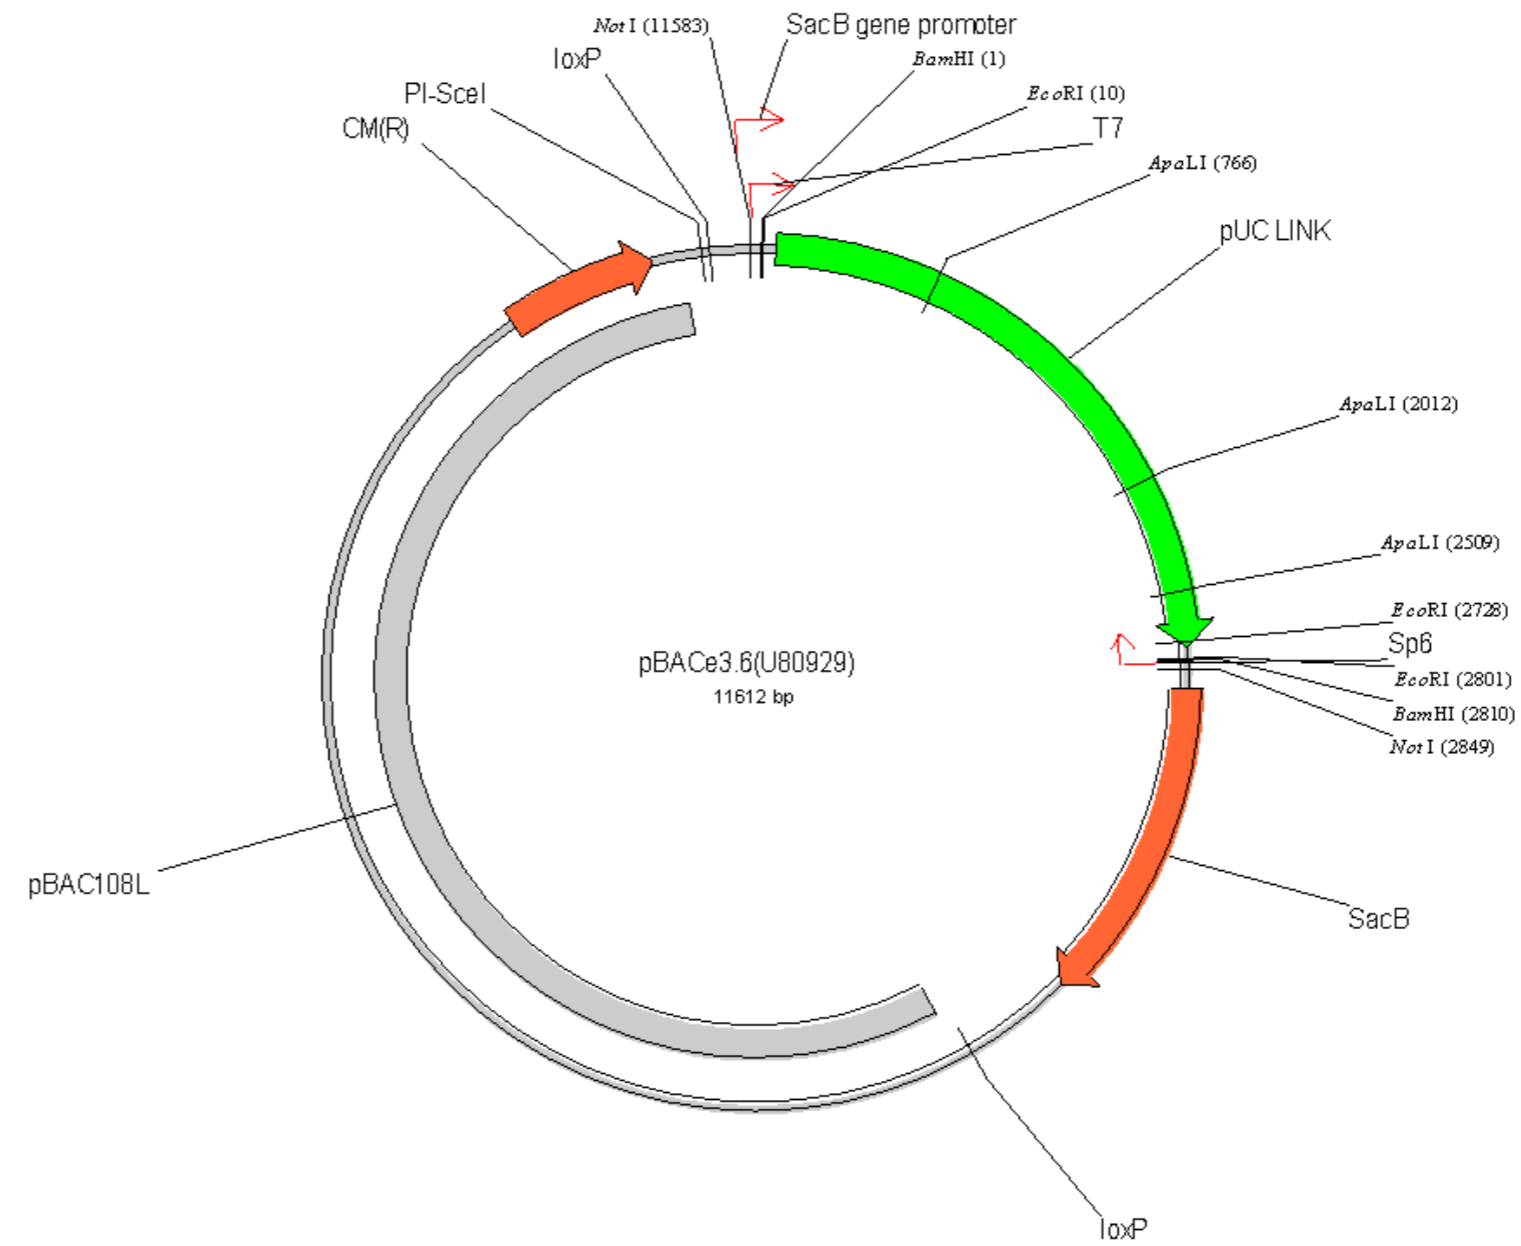 NotI (11583)
SacB gene promoter
loxP
BamHI (1)
PI-SceI
EcoRI (10)
CM(R)
T7
ApaLI (766)
pUC LINK
ApaLI (2012)
ApaLI (2509)
EcoRI (2728)
Sp6
EcoRI (2801)
BamHI (2810)
NotI (2849)
pBACe3.6(U80929)
11612 bp
pBAC108L
SacB
loxP